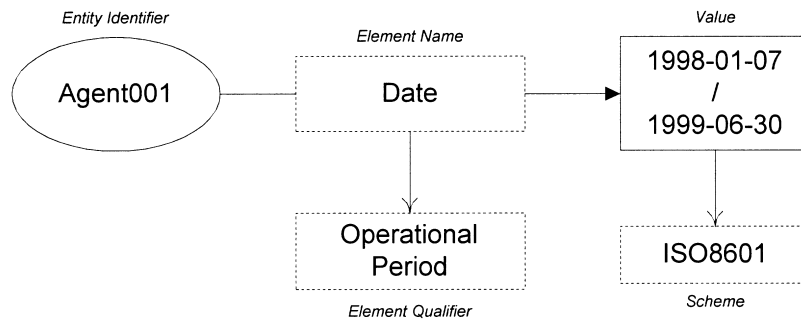 Entity Identifier
Element Name
Value
Agent001
Date
1998-01-07
/
1999-06-30
Operational
Period
ISO8601
Element Qualifier
Scheme